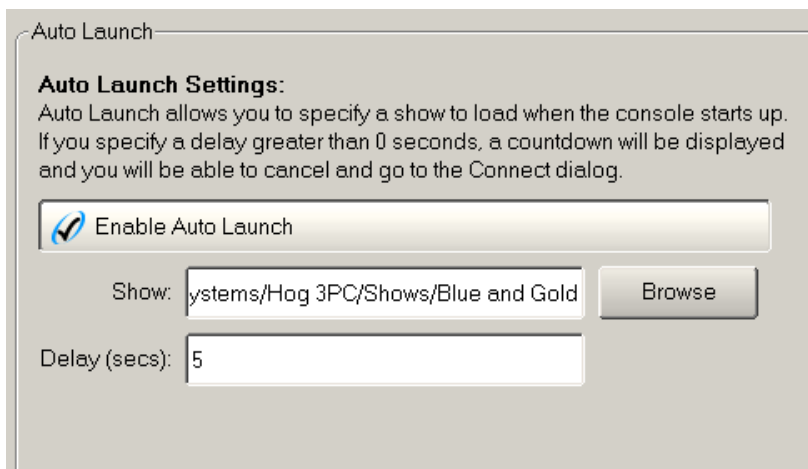 Auto Launch
Auto Launch Settings:
Auto Launch allows you to specify a show to load when the console starts up.
If you specify a delay greater than 0 seconds, a countdown will be displayed
and you will be able to cancel and go to the Connect dialog.
Enable Auto Launch
Show: ystems/Hog 3PC/Shows/Blue and Gold Browse
Delay (secs): 5